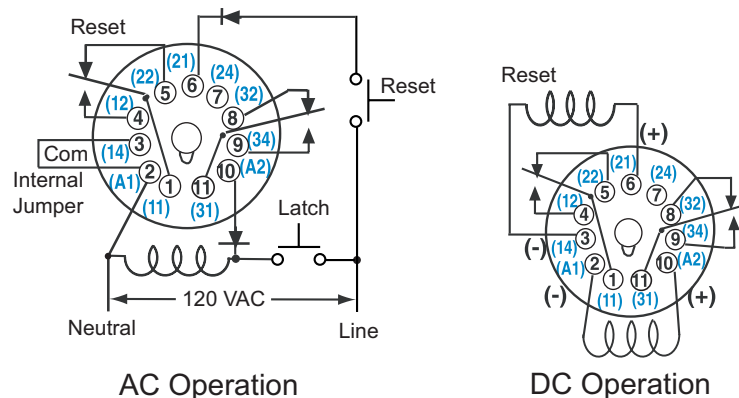 Reset
(21)
(22)
(24)
(12)
(32)
5
6
7
4
8
Reset
3
9
(34)
Com
(14)
2
10
(A2)
Internal
Jumper
(A1)
1
11
(11)
(31)
Latch
120 VAC
Neutral
Line
AC Operation
Reset
(+)
(21)
(22)
(24)
(12)
(32)
5
6
7
4
8
(34)
3
9
(-)
(14)
(A1)
2
10
(A2)
1
11
(-)
(11)
(31)
(+)
DC Operation